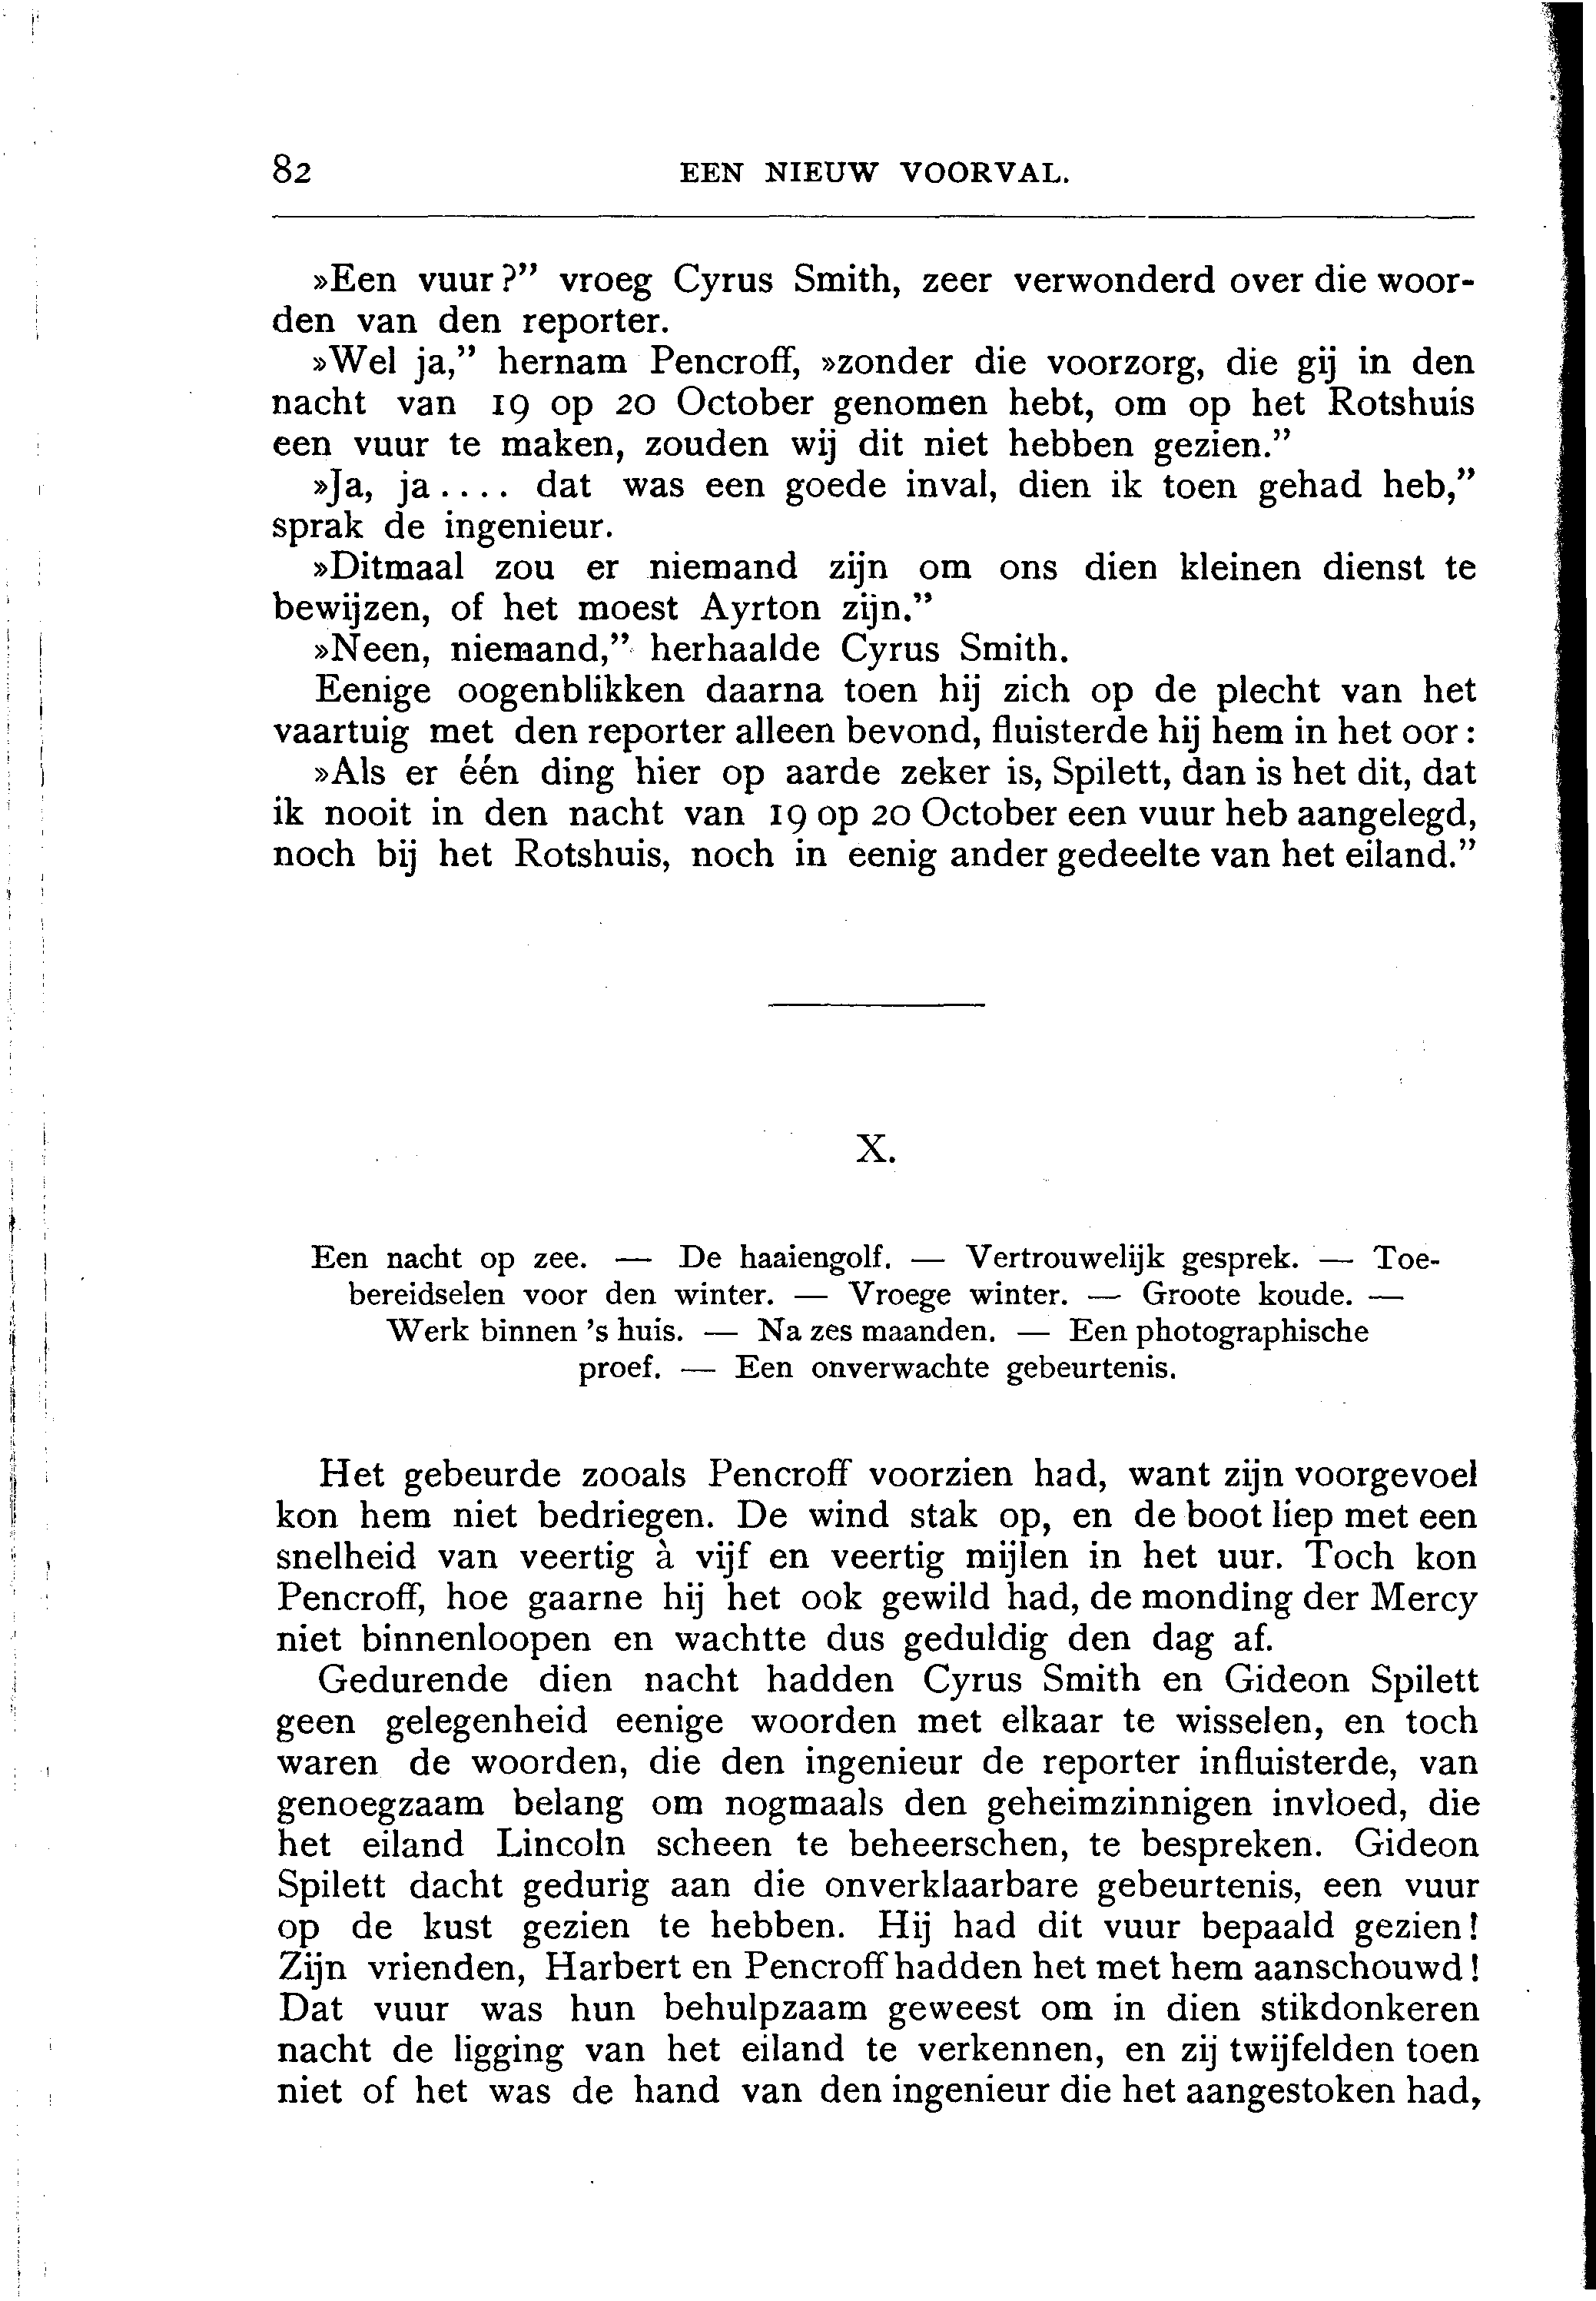 82
EEN NIEUW VOORVAL.
»Een vuur?” vroeg Cyrus Smith, zeer verwonderd over die woor-
den van den reporter.
»Wel ja,” hernam Pencroff, »zonder die voorzorg, die gij in den
nacht van 19 op 20 October genomen hebt, om op het Rotshuis
een vuur te maken, zouden wij dit niet hebben gezien.”
»Ja, ja.... dat was een goede inval, dien ik toen gehad heb,”
sprak de ingenieur.
»Ditmaal zou er niemand zijn om ons dien kleinen dienst te
bewijzen, of het moest Ayrton zijn.”
»Neen, niemand,” herhaalde Cyrus Smith.
Eenige oogenblikken daarna toen hij zich op de plecht van het
vaartuig met den reporter alleen bevond, fluisterde hij hem in het oor:
»Als er één ding hier op aarde zeker is, Spilett, dan is het dit, dat
ik nooit in den nacht van 19 op 20 October een vuur heb aangelegd,
noch bij het Rotshuis, noch in eenig ander gedeelte van het eiland.”
X.
Een nacht op zee. — De haaiengolf. — Vertrouwelijk gesprek. — Toe-
bereidselen voor den winter. — Vroege winter. — Groote koude. —
Werk binnen 's huis. — Na zes maanden. — Een photographische
proef. — Een onverwachte gebeurtenis.
Het gebeurde zooals Pencroff voorzien had, want zijn voorgevoel
kon hem niet bedriegen. De wind stak op, en de boot liep met een
snelheid van veertig à vijf en veertig mijlen in het uur. Toch kon
Pencroff, hoe gaarne hij het ook gewild had, de monding der Mercy
niet binnenloopen en wachtte dus geduldig den dag af.
Gedurende dien nacht hadden Cyrus Smith en Gideon Spilett
geen gelegenheid eenige woorden met elkaar te wisselen, en toch
waren de woorden, die den ingenieur de reporter influisterde, van
genoegzaam belang om nogmaals den geheimzinnigen invloed, die
het eiland Lincoln scheen te beheerschen, te bespreken. Gideon
Spilett dacht gedurig aan die onverklaarbare gebeurtenis, een vuur
op de kust gezien te hebben. Hij had dit vuur bepaald gezien!
Zijn vrienden, Harbert en Pencroff hadden het met hem aanschouwd!
Dat vuur was hun behulpzaam geweest om in dien stikdonkeren
nacht de ligging van het eiland te verkennen, en zij twijfelden toen
niet of het was de hand van den ingenieur die het aangestoken had,